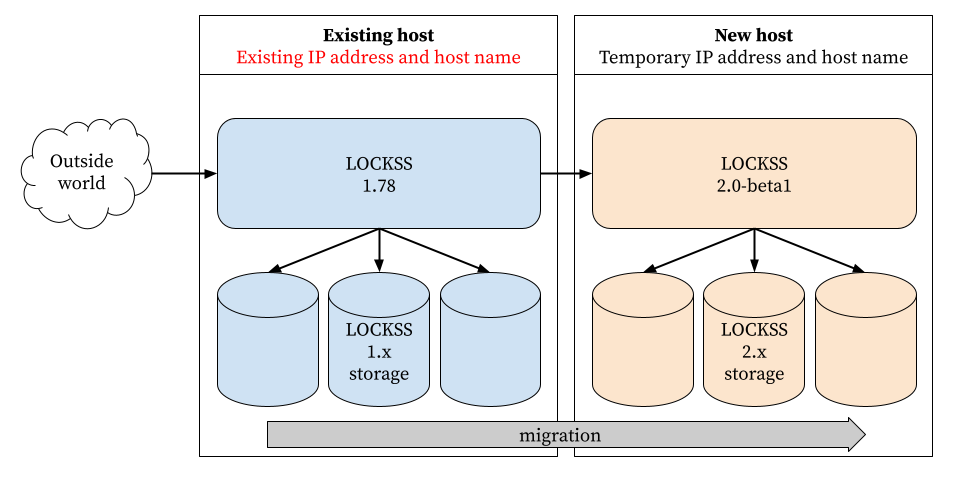 Existing host
Existing IP address and host name
New host
Temporary IP address and host name
Outside
world
LOCKSS
1.78
LOCKSS
2.0-beta1
LOCKSS
1.x
storage
LOCKSS
2.x
storage
migration